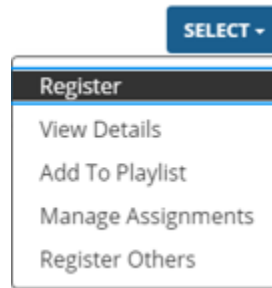 SELECT
Register
View Details
Add To Playlist
Manage Assignments
Register Others